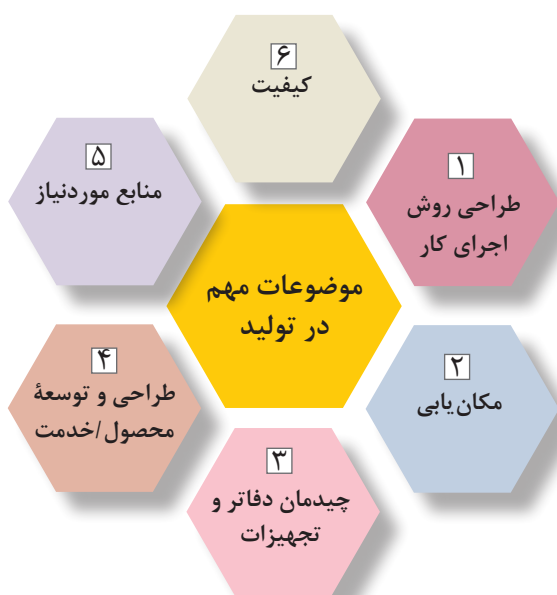 موضوعات مهم
در تولید
۱
طراحی روش
اجرای کار
۲
مکان‌یابی
۳
چیدمان دفاتر و
تجهیزات
۴
طراحی و توسعهٔ
محصول/خدمت
۵
منابع موردنیاز
۶
کیفیت